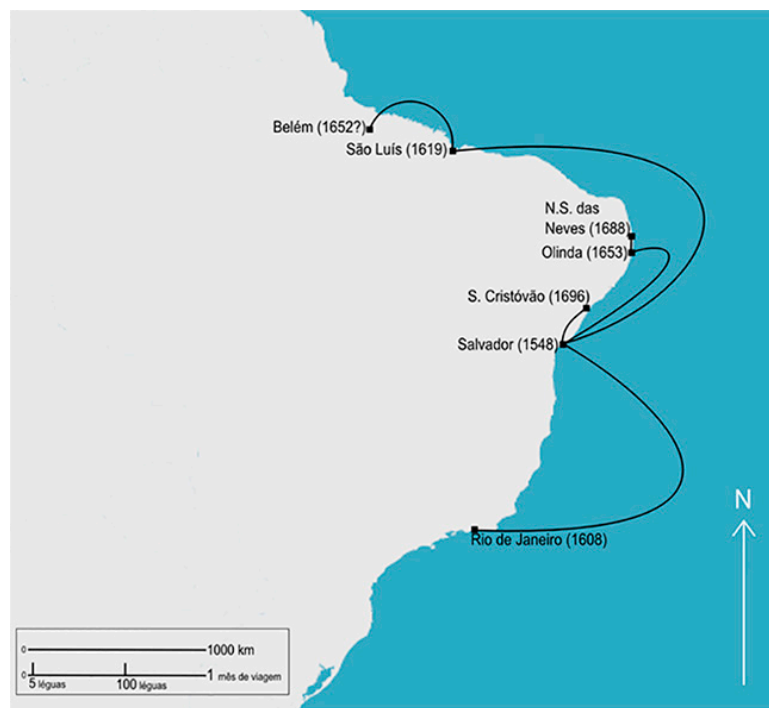 Belém (1652?)
São Luís (1619)
N.S. das
Neves (1688)
Olinda (1653)
S. Cristóvão (1696)
Salvador (1548)
N
Rio de Janeiro (1608)
0 1000 km
0 1 mês de viagem
5 léguas 100 léguas